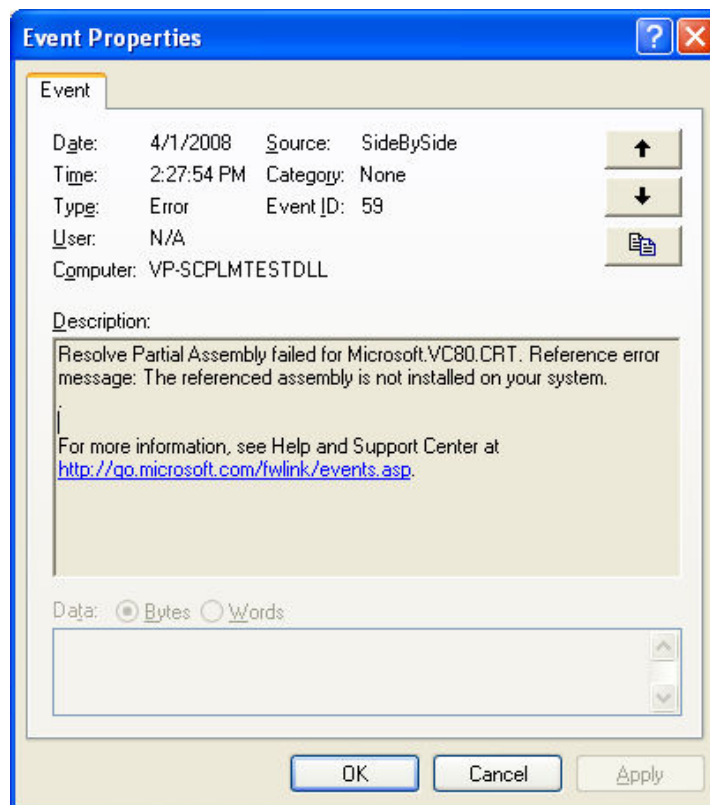 Event Properties
Event
Date: 4/1/2008 Source: SideBySide
Time: 2:27:54 PM Category: None
Type: Error Event ID: 59
User: N/A
Computer: VP-SCPLMTESTDLL
Description:
Resolve Partial Assembly failed for Microsoft.VC80.CRT. Reference error
message: The referenced assembly is not installed on your system.
.
For more information, see Help and Support Center at
http://go.microsoft.com/fwlink/events.asp.
Data: Bytes Words
OK Cancel Apply